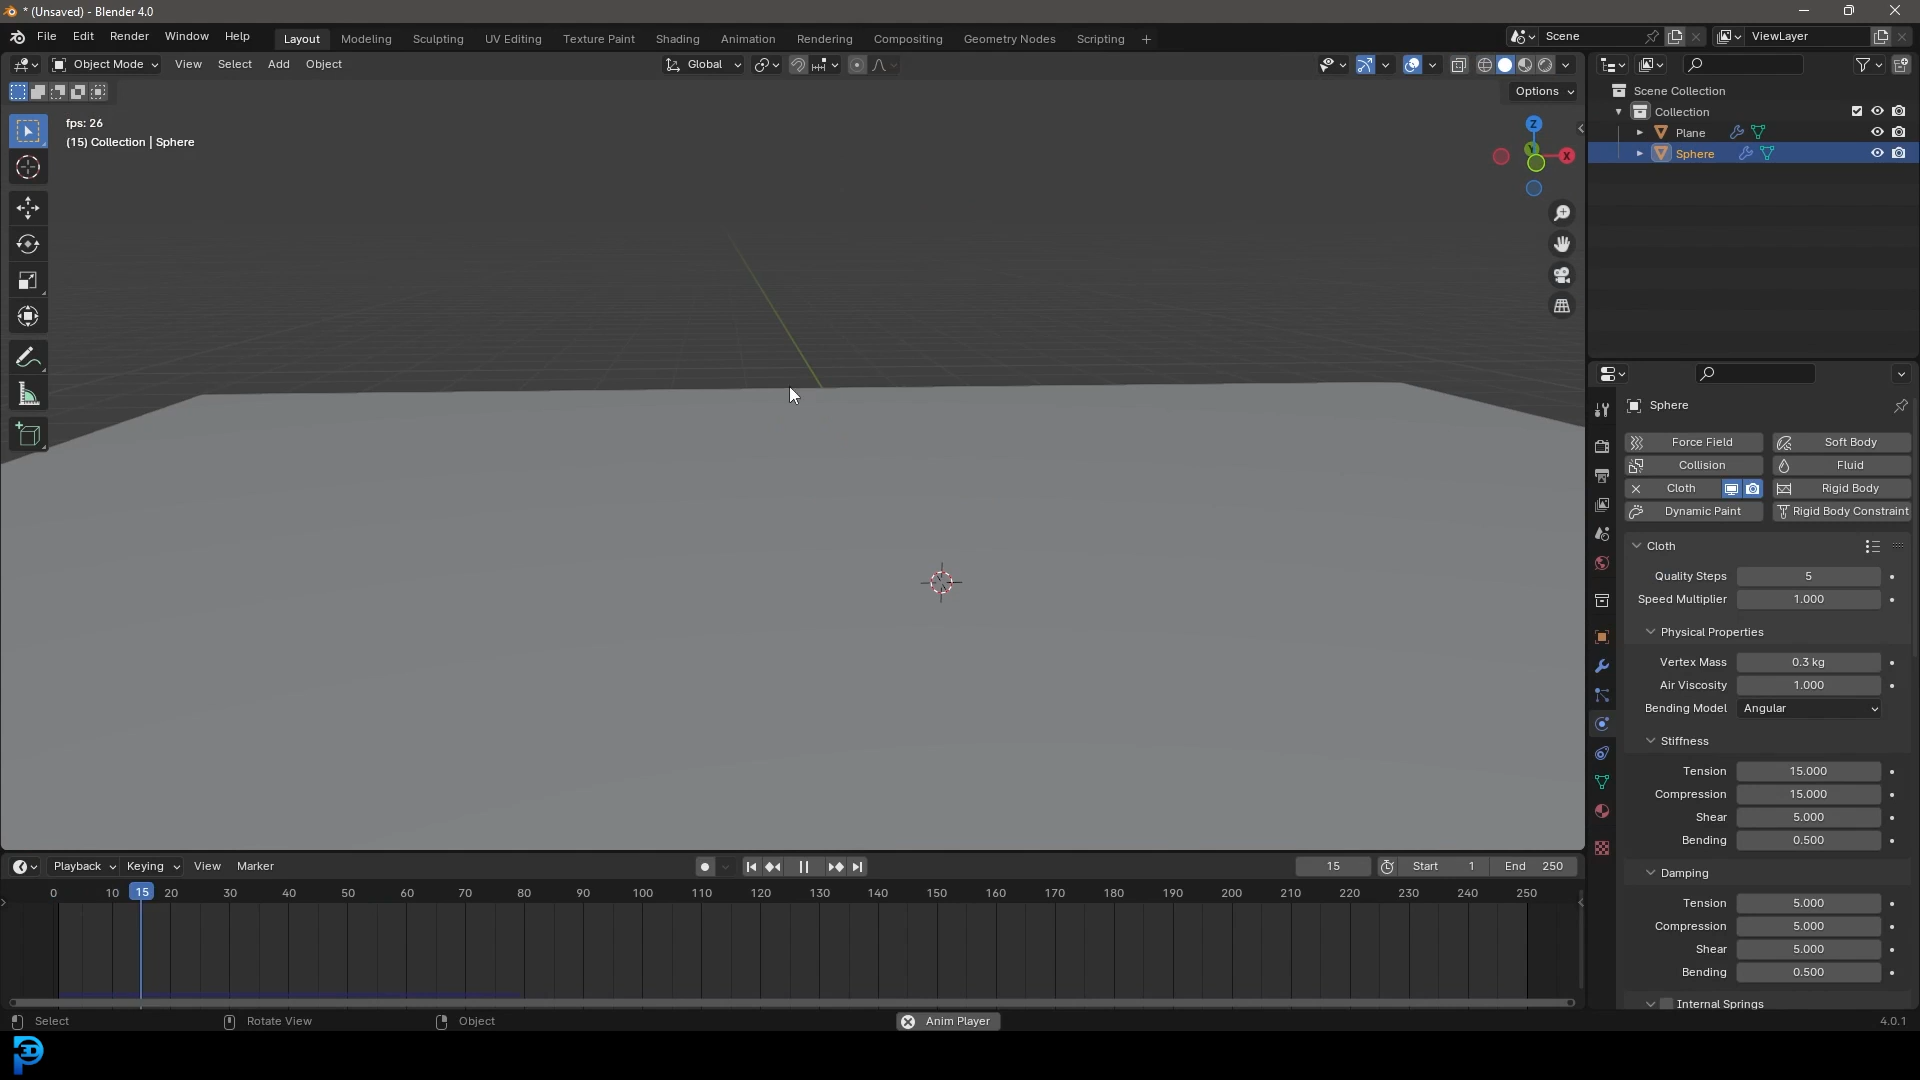 * (Unsaved) - Blender 4.0
File Edit Render Window Help Layout Modeling Sculpting UV Editing Texture Paint Shading Animation Rendering Compositing Geometry Nodes Scripting + Scene ViewLayer
Object Mode View Select Add Object Global
Options
fps: 26
(15) Collection | Sphere
Z
Y
X
Scene Collection
Collection
Plane
Sphere
Sphere
Force Field Soft Body
Collision Fluid
Cloth Rigid Body
Dynamic Paint Rigid Body Constraint
Cloth
Quality Steps 5
Speed Multiplier 1.000
Physical Properties
Vertex Mass 0.3 kg
Air Viscosity 1.000
Bending Model Angular
Stiffness
Tension 15.000
Compression 15.000
Shear 5.000
Bending 0.500
Damping
Tension 5.000
Compression 5.000
Shear 5.000
Bending 0.500
Internal Springs
Playback Keying View Marker 15 Start 1 End 250
0 10 15 20 30 40 50 60 70 80 90 100 110 120 130 140 150 160 170 180 190 200 210 220 230 240 250
Select Rotate View Object Anim Player 4.0.1